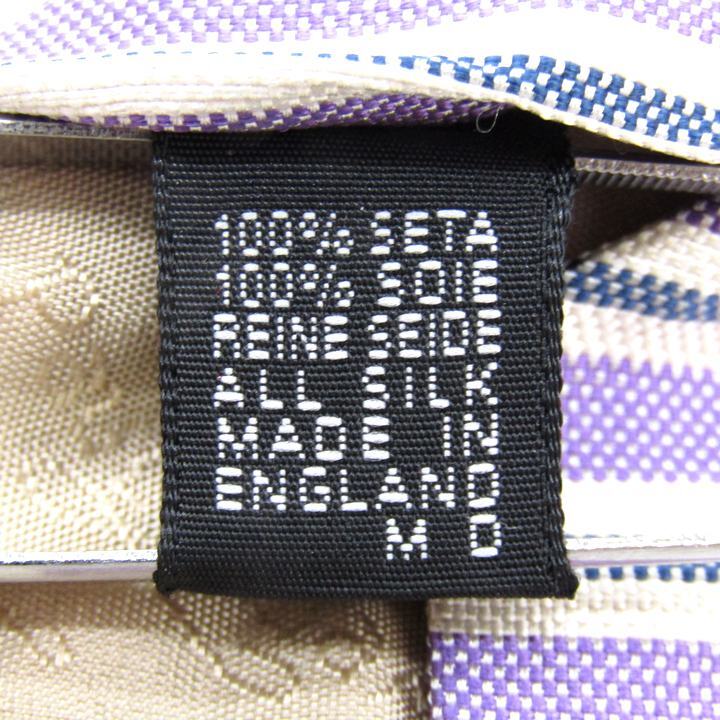 100% SETA
100% SOIE
REINE SEIDE
ALL SILK
MADE IN
ENGLAND
M D